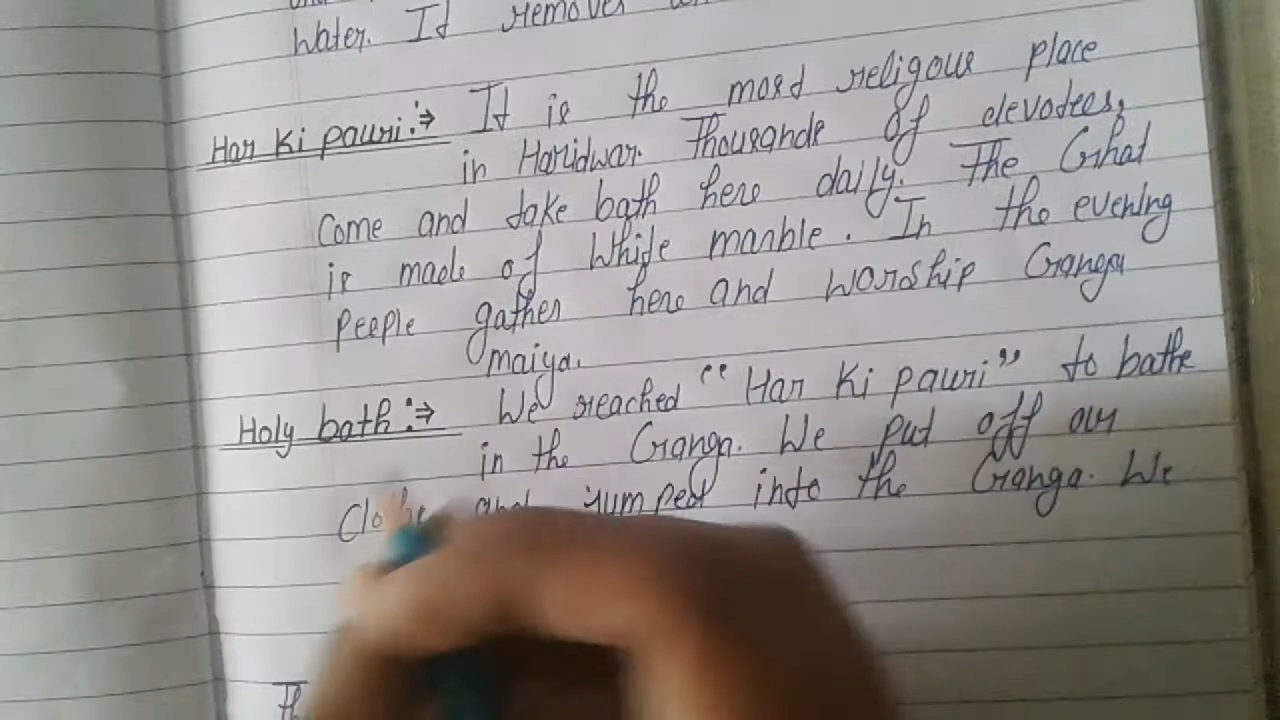 Water. It removes
Har Ki pauri :⇒ It is the most religous place
in Haridwar. Thousands of devotees,
Come and take bath here daily. The Ghat
is made of White marble. In the evening
Peeple gather here and worship Ganga
maiya.
Holy bath :⇒ We reached "Har Ki pauri" to bathe
in the Ganga. We put off our
and jumped into the Ganga. We